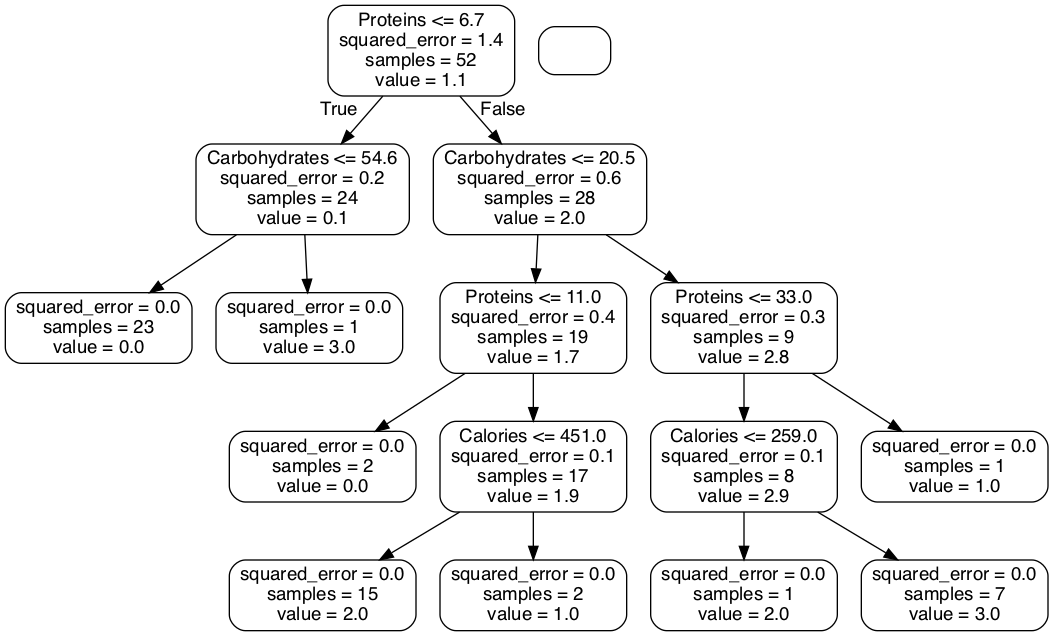 Proteins <= 6.7
squared_error = 1.4
samples = 52
value = 1.1
True
False
Carbohydrates <= 54.6
squared_error = 0.2
samples = 24
value = 0.1
Carbohydrates <= 20.5
squared_error = 0.6
samples = 28
value = 2.0
squared_error = 0.0
samples = 23
value = 0.0
squared_error = 0.0
samples = 1
value = 3.0
Proteins <= 11.0
squared_error = 0.4
samples = 19
value = 1.7
Proteins <= 33.0
squared_error = 0.3
samples = 9
value = 2.8
squared_error = 0.0
samples = 2
value = 0.0
Calories <= 451.0
squared_error = 0.1
samples = 17
value = 1.9
Calories <= 259.0
squared_error = 0.1
samples = 8
value = 2.9
squared_error = 0.0
samples = 1
value = 1.0
squared_error = 0.0
samples = 15
value = 2.0
squared_error = 0.0
samples = 2
value = 1.0
squared_error = 0.0
samples = 1
value = 2.0
squared_error = 0.0
samples = 7
value = 3.0